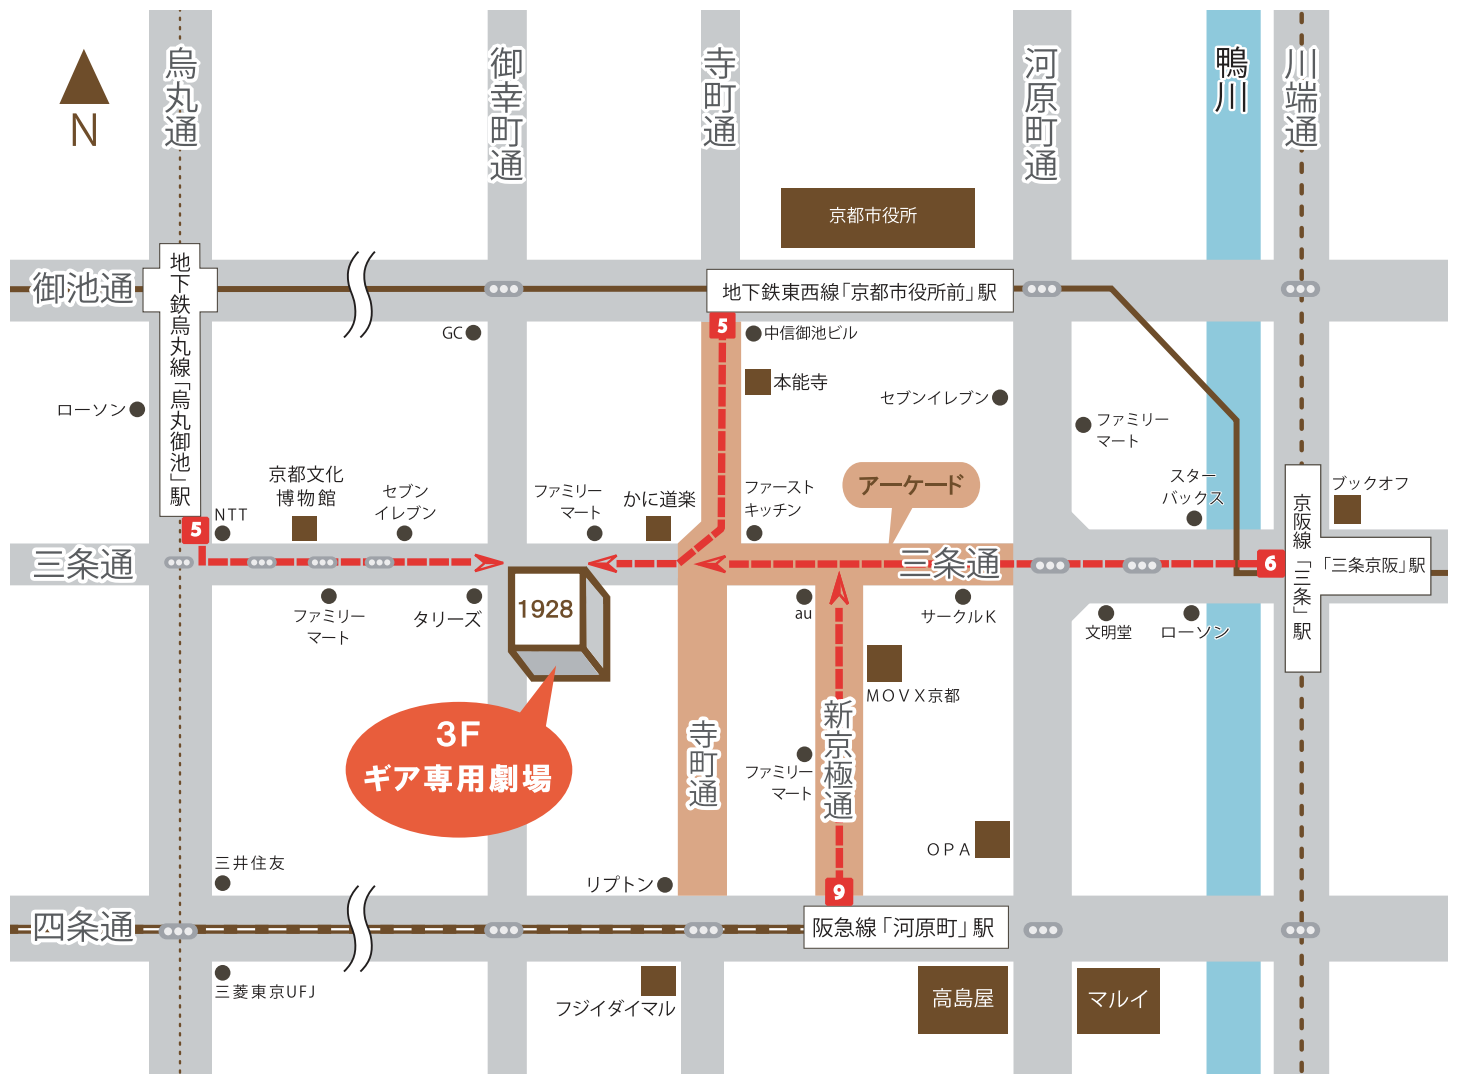 N
烏丸通
御幸町通
寺町通
河原町通
鴨川
川端通
京都市役所
御池通
地下鉄烏丸線「烏丸御池」駅
地下鉄東西線「京都市役所前」駅
5
GC
中信御池ビル
本能寺
セブンイレブン
ローソン
ファミリー
マート
京都文化
博物館
セブン
イレブン
ファミリー
マート
かに道楽
ファースト
キッチン
アーケード
スター
バックス
ブックオフ
NTT
5
三条通
三条通
6
京阪線「三条」駅
「三条京阪」駅
ファミリー
マート
タリーズ
1928
au
サークルK
文明堂
ローソン
MOVX京都
3F
ギア専用劇場
寺町通
新京極通
ファミリー
マート
OPA
三井住友
リプトン
9
四条通
阪急線「河原町」駅
三菱東京UFJ
フジイダイマル
高島屋
マルイ